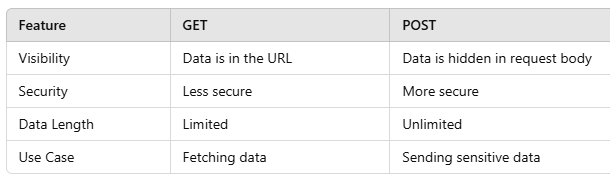 Feature GET POST
Visibility Data is in the URL Data is hidden in request body
Security Less secure More secure
Data Length Limited Unlimited
Use Case Fetching data Sending sensitive data